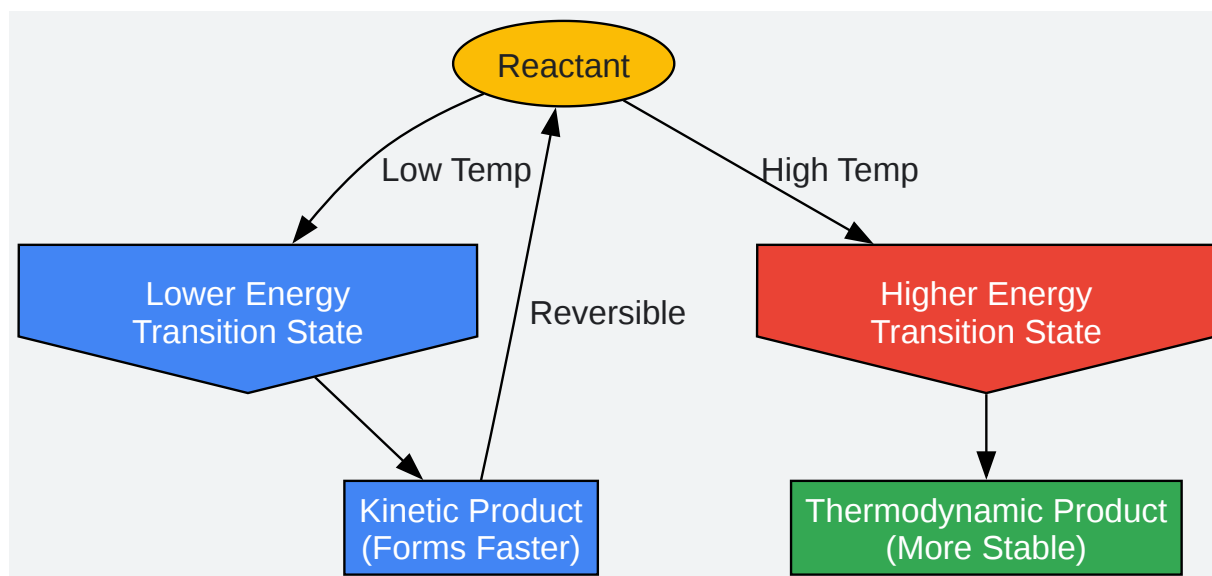 Reactant
Low Temp
High Temp
Lower Energy
Transition State
Reversible
Higher Energy
Transition State
Kinetic Product
(Forms Faster)
Thermodynamic Product
(More Stable)